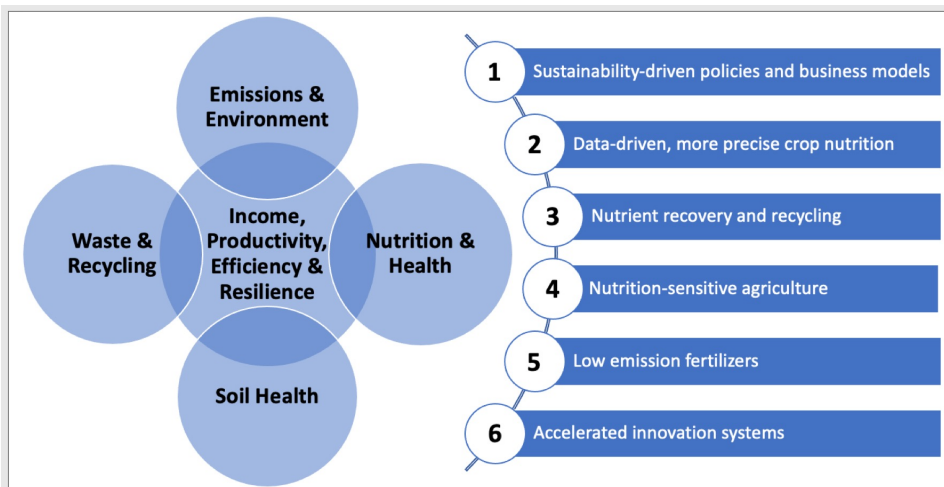 Emissions &
Environment
Waste &
Recycling
Income,
Productivity,
Efficiency &
Resilience
Nutrition &
Health
Soil Health
1 Sustainability-driven policies and business models
2 Data-driven, more precise crop nutrition
3 Nutrient recovery and recycling
4 Nutrition-sensitive agriculture
5 Low emission fertilizers
6 Accelerated innovation systems